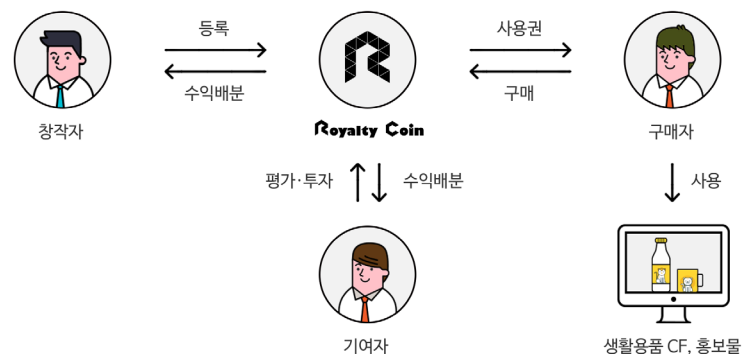 등록
사용권
수익배분
구매
창작자
Royalty Coin
구매자
평가·투자
수익배분
사용
기여자
생활용품 CF, 홍보물